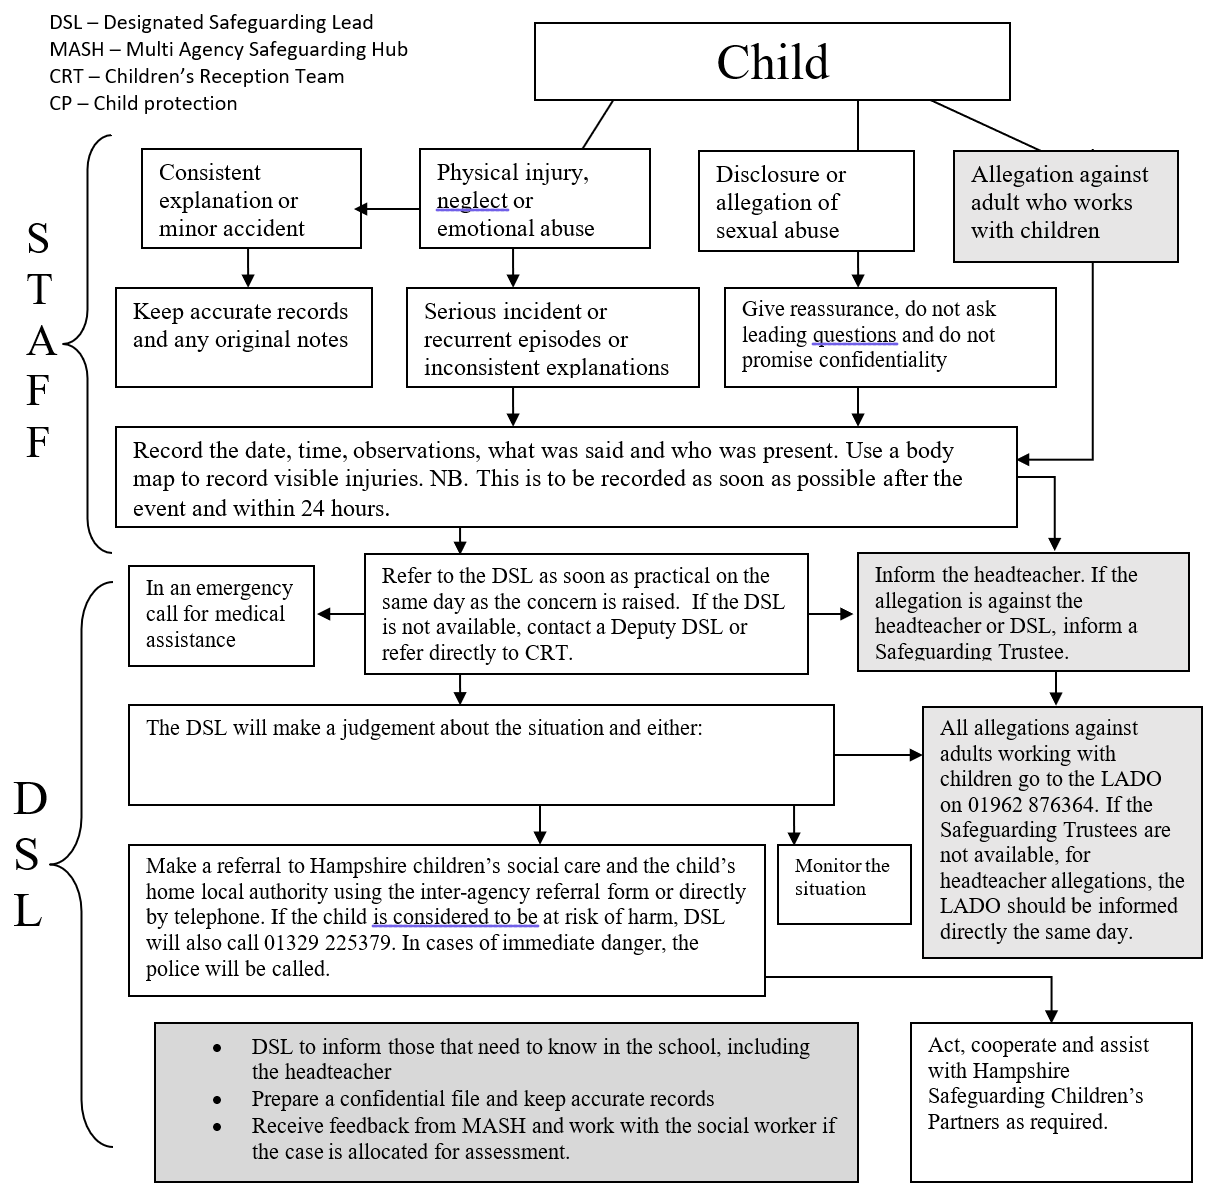 DSL – Designated Safeguarding Lead
MASH – Multi Agency Safeguarding Hub
CRT – Children’s Reception Team
CP – Child protection
Child
S
T
A
F
F
Consistent
explanation or
minor accident
Physical injury,
neglect or
emotional abuse
Disclosure or
allegation of
sexual abuse
Allegation against
adult who works
with children
Keep accurate records
and any original notes
Serious incident or
recurrent episodes or
inconsistent explanations
Give reassurance, do not ask
leading questions and do not
promise confidentiality
Record the date, time, observations, what was said and who was present. Use a body
map to record visible injuries. NB. This is to be recorded as soon as possible after the
event and within 24 hours.
D
S
L
In an emergency
call for medical
assistance
Refer to the DSL as soon as practical on the
same day as the concern is raised.  If the DSL
is not available, contact a Deputy DSL or
refer directly to CRT.
Inform the headteacher. If the
allegation is against the
headteacher or DSL, inform a
Safeguarding Trustee.
The DSL will make a judgement about the situation and either:
All allegations against
adults working with
children go to the LADO
on 01962 876364. If the
Safeguarding Trustees are
not available, for
headteacher allegations, the
LADO should be informed
directly the same day.
Make a referral to Hampshire children’s social care and the child’s
home local authority using the inter-agency referral form or directly
by telephone. If the child is considered to be at risk of harm, DSL
will also call 01329 225379. In cases of immediate danger, the
police will be called.
Monitor the
situation
• DSL to inform those that need to know in the school, including
the headteacher
• Prepare a confidential file and keep accurate records
• Receive feedback from MASH and work with the social worker if
the case is allocated for assessment.
Act, cooperate and assist
with Hampshire
Safeguarding Children’s
Partners as required.